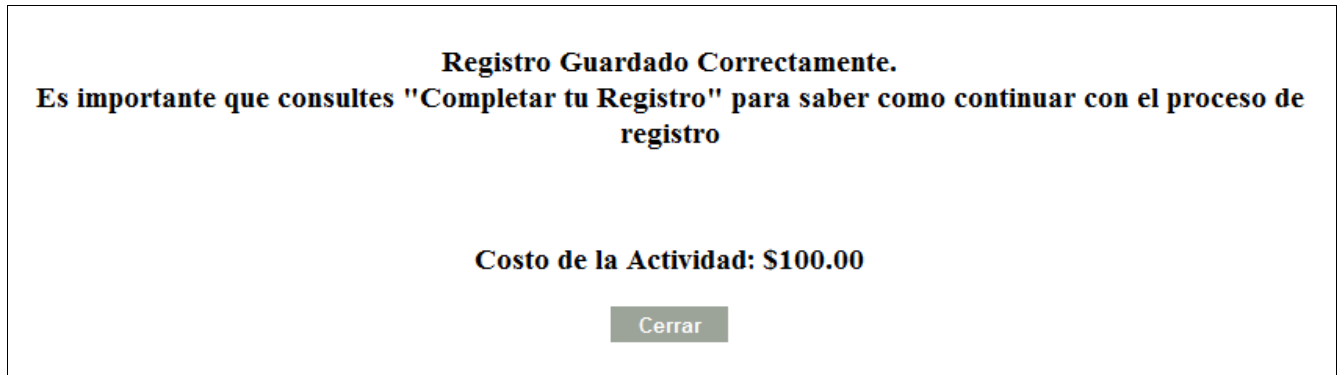 Registro Guardado Correctamente.
Es importante que consultes "Completar tu Registro" para saber como continuar con el proceso de
registro
Costo de la Actividad: $100.00
Cerrar